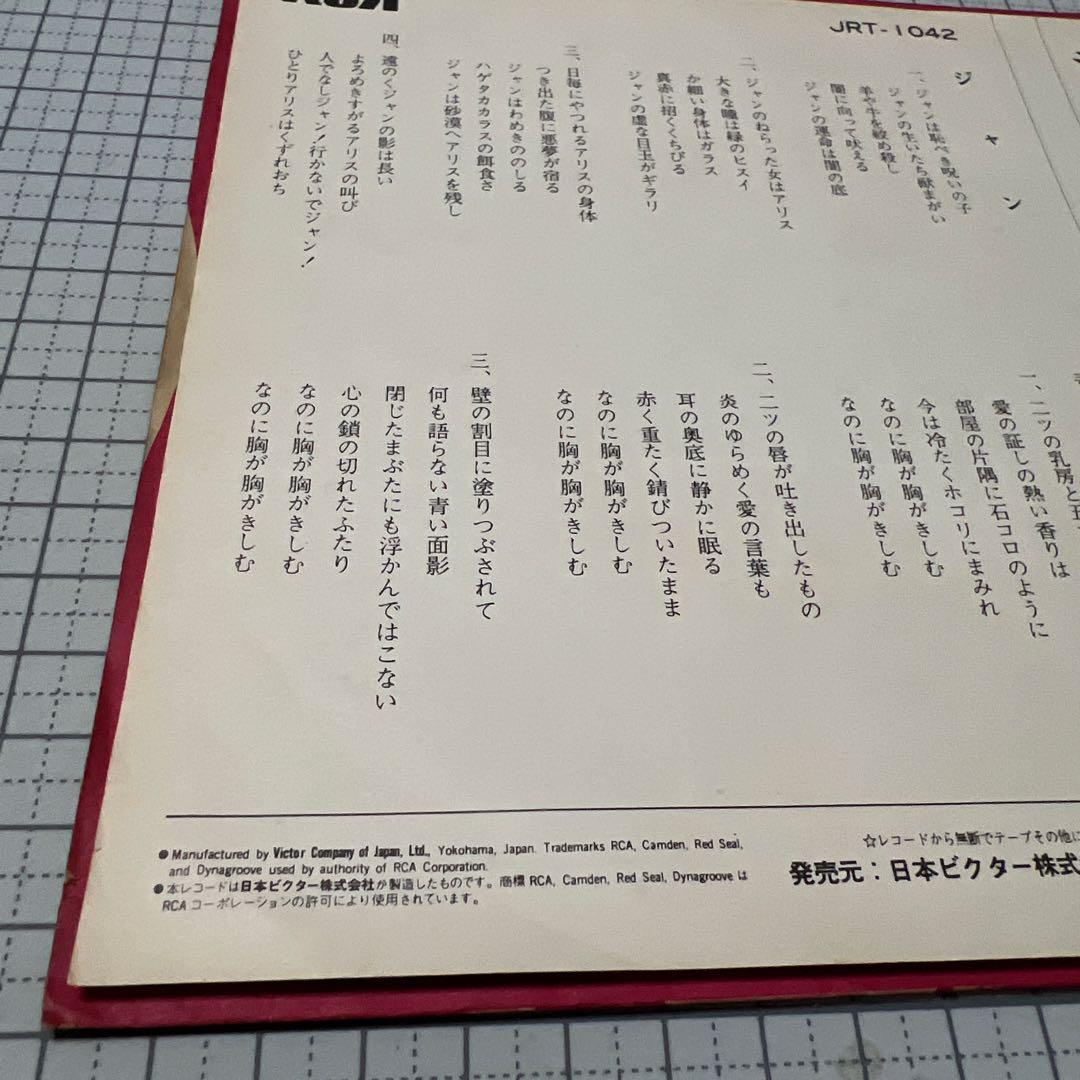 RCA
JRT-1042
ジャン
一、ジャンは恥べき呪いの子
ジャンの生いたち獣まがい
羊や牛を絞め殺し
闇に向って吠える
ジャンの運命は闇の底
二、ジャンのねらった女はアリス
大きな瞳は緑のヒスイ
か細い身体はガラス
真赤に招くくちびる
ジャンの虚な目玉がギラリ
三、日毎にやつれるアリスの身体
つき出た腹に悪夢が宿る
ジャンはわめきののしる
ハゲタカカラスの餌食さ
ジャンは砂漠へアリスを残し
四、遠のくジャンの影は長い
よろめきすがるアリスの叫び
人でなしジャン！行かないでジャン！
ひとりアリスはくずれおち
一、二ッの乳房と五
愛の証しの熱い香りは
部屋の片隅に石コロのように
今は冷たくホコリにまみれ
なのに胸が胸がきしむ
なのに胸が胸がきしむ
二、二ッの唇が吐き出したもの
炎のゆらめく愛の言葉も
耳の奥底に静かに眠る
赤く重たく錆びついたまま
なのに胸が胸がきしむ
なのに胸が胸がきしむ
三、壁の割目に塗りつぶされて
何も語らない青い面影
閉じたまぶたにも浮かんではこない
心の鎖の切れたふたり
なのに胸が胸がきしむ
なのに胸が胸がきしむ
●Manufactured by Victor Company of Japan, Ltd., Yokohama, Japan. Trademarks RCA, Camden, Red Seal,
and Dynagroove used by authority of RCA Corporation.
●本レコードは日本ビクター株式会社が製造したものです。商標 RCA, Camden, Red Seal, Dynagroove は
RCA コーポレーションの許可により使用されています。
☆レコードから無断でテープその他に
発売元：日本ビクター株式